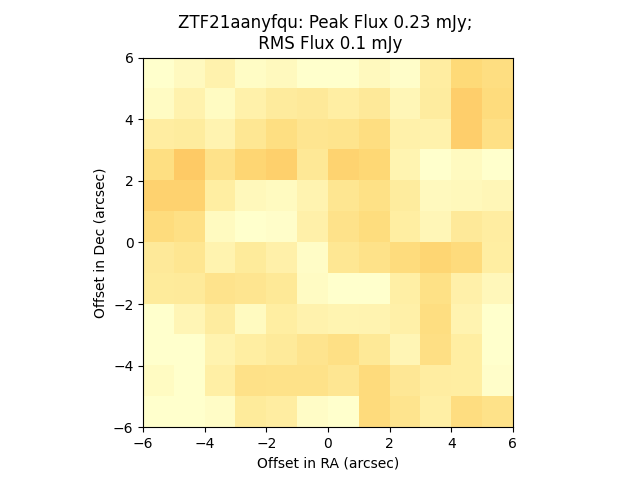 ZTF21aanyfqu: Peak Flux 0.23 mJy;
RMS Flux 0.1 mJy
6
4
2
0
−2
−4
−6
Offset in Dec (arcsec)
−6 −4 −2 0 2 4 6
Offset in RA (arcsec)